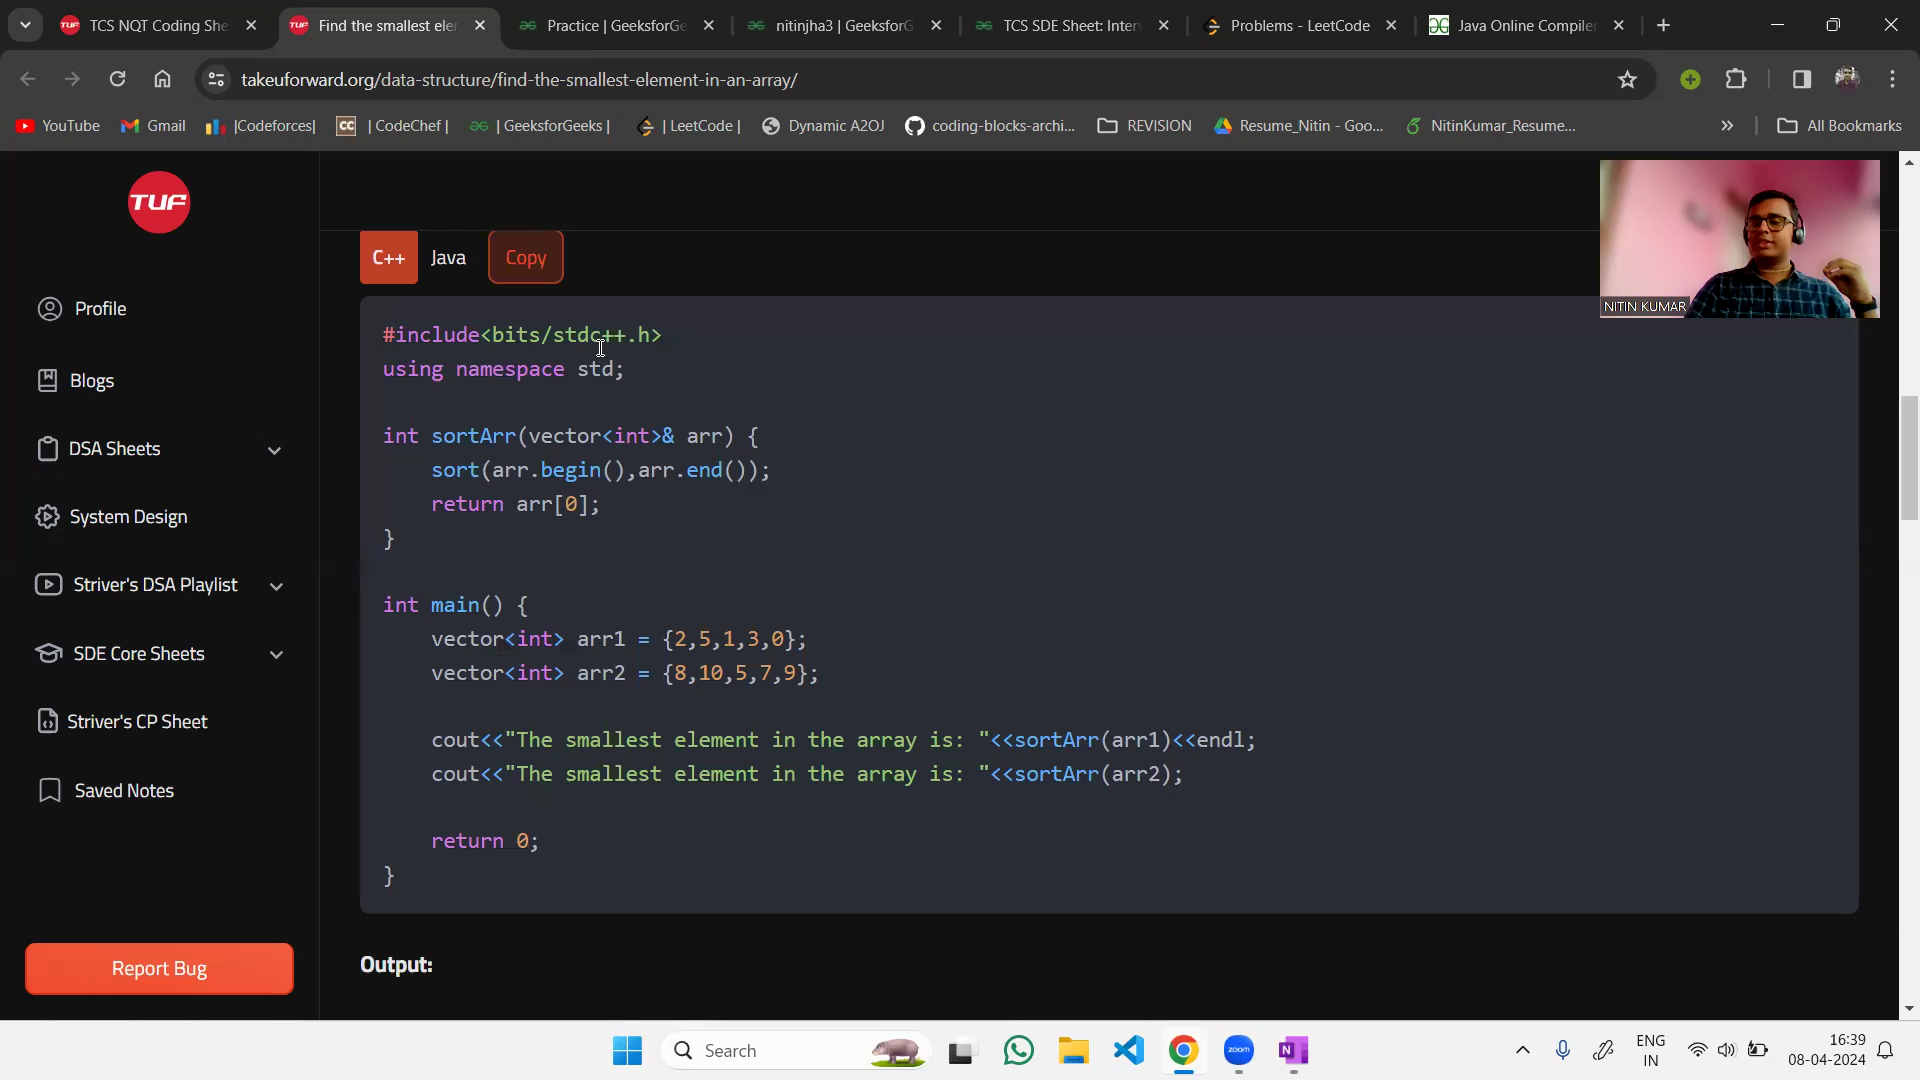 TCS NQT Coding She
Find the smallest ele
Practice | GeeksforGe
nitinjha3 | GeeksforG
TCS SDE Sheet: Inter
Problems - LeetCode
Java Online Compiler
takeuforward.org/data-structure/find-the-smallest-element-in-an-array/
YouTube
Gmail
|Codeforces|
CC
| CodeChef |
| GeeksforGeeks |
| LeetCode |
Dynamic A2OJ
coding-blocks-archi...
REVISION
Resume_Nitin - Goo...
NitinKumar_Resume...
All Bookmarks
TUF
Profile
Blogs
DSA Sheets
System Design
Striver's DSA Playlist
SDE Core Sheets
Striver's CP Sheet
Saved Notes
Report Bug
C++ Java Copy
NITIN KUMAR
#include<bits/stdc++.h>
using namespace std;
int sortArr(vector<int>& arr) {
sort(arr.begin(),arr.end());
return arr[0];
}
int main() {
vector<int> arr1 = {2,5,1,3,0};
vector<int> arr2 = {8,10,5,7,9};
cout<<"The smallest element in the array is: "<<sortArr(arr1)<<endl;
cout<<"The smallest element in the array is: "<<sortArr(arr2);
return 0;
}
Output:
Search
zoom
N
ENG
IN
16:39
08-04-2024